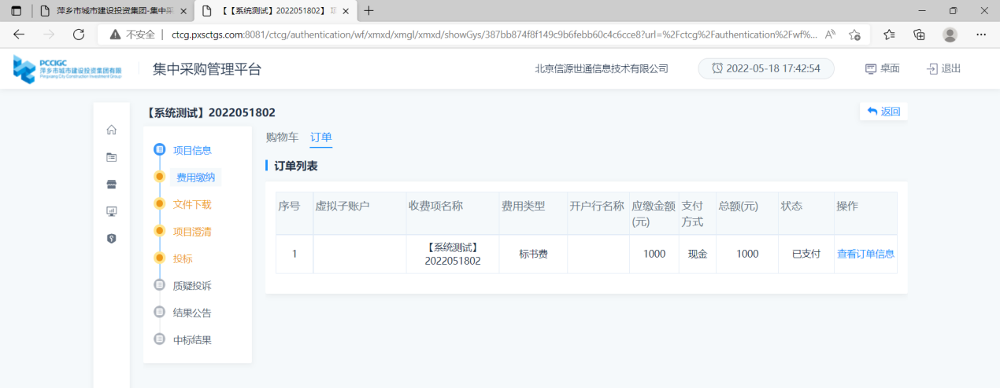 萍乡市城市建设投资集团-集中采
【【系统测试】2022051802】 项
不安全 | ctcg.pxsctgs.com:8081/ctcg/authentication/wf/xmxd/xmgl/xmxd/showGys/387bb874f8f149c9b6febb60c4c6cce8?url=%2Fctcg%2Fauthentication%2Fwf%...
PCCIGC
萍乡市城市建设投资集团有限
Pingxiang City Construction Investment Group
集中采购管理平台
北京信源世通信息技术有限公司
2022-05-18 17:42:54
桌面
退出
【系统测试】2022051802
返回
项目信息
费用缴纳
文件下载
项目澄清
投标
质疑投诉
结果公告
中标结果
购物车 订单
订单列表
序号 虚拟子账户 收费项名称 费用类型 开户行名称 应缴金额(元) 支付方式 总额(元) 状态 操作
1 【系统测试】2022051802 标书费 1000 现金 1000 已支付 查看订单信息